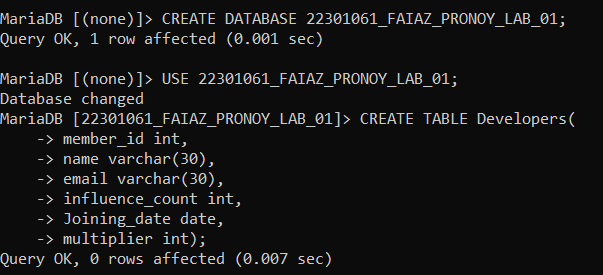 MariaDB [(none)]> CREATE DATABASE 22301061_FAIAZ_PRONOY_LAB_01;
Query OK, 1 row affected (0.001 sec)
MariaDB [(none)]> USE 22301061_FAIAZ_PRONOY_LAB_01;
Database changed
MariaDB [22301061_FAIAZ_PRONOY_LAB_01]> CREATE TABLE Developers(
    -> member_id int,
    -> name varchar(30),
    -> email varchar(30),
    -> influence_count int,
    -> Joining_date date,
    -> multiplier int);
Query OK, 0 rows affected (0.007 sec)